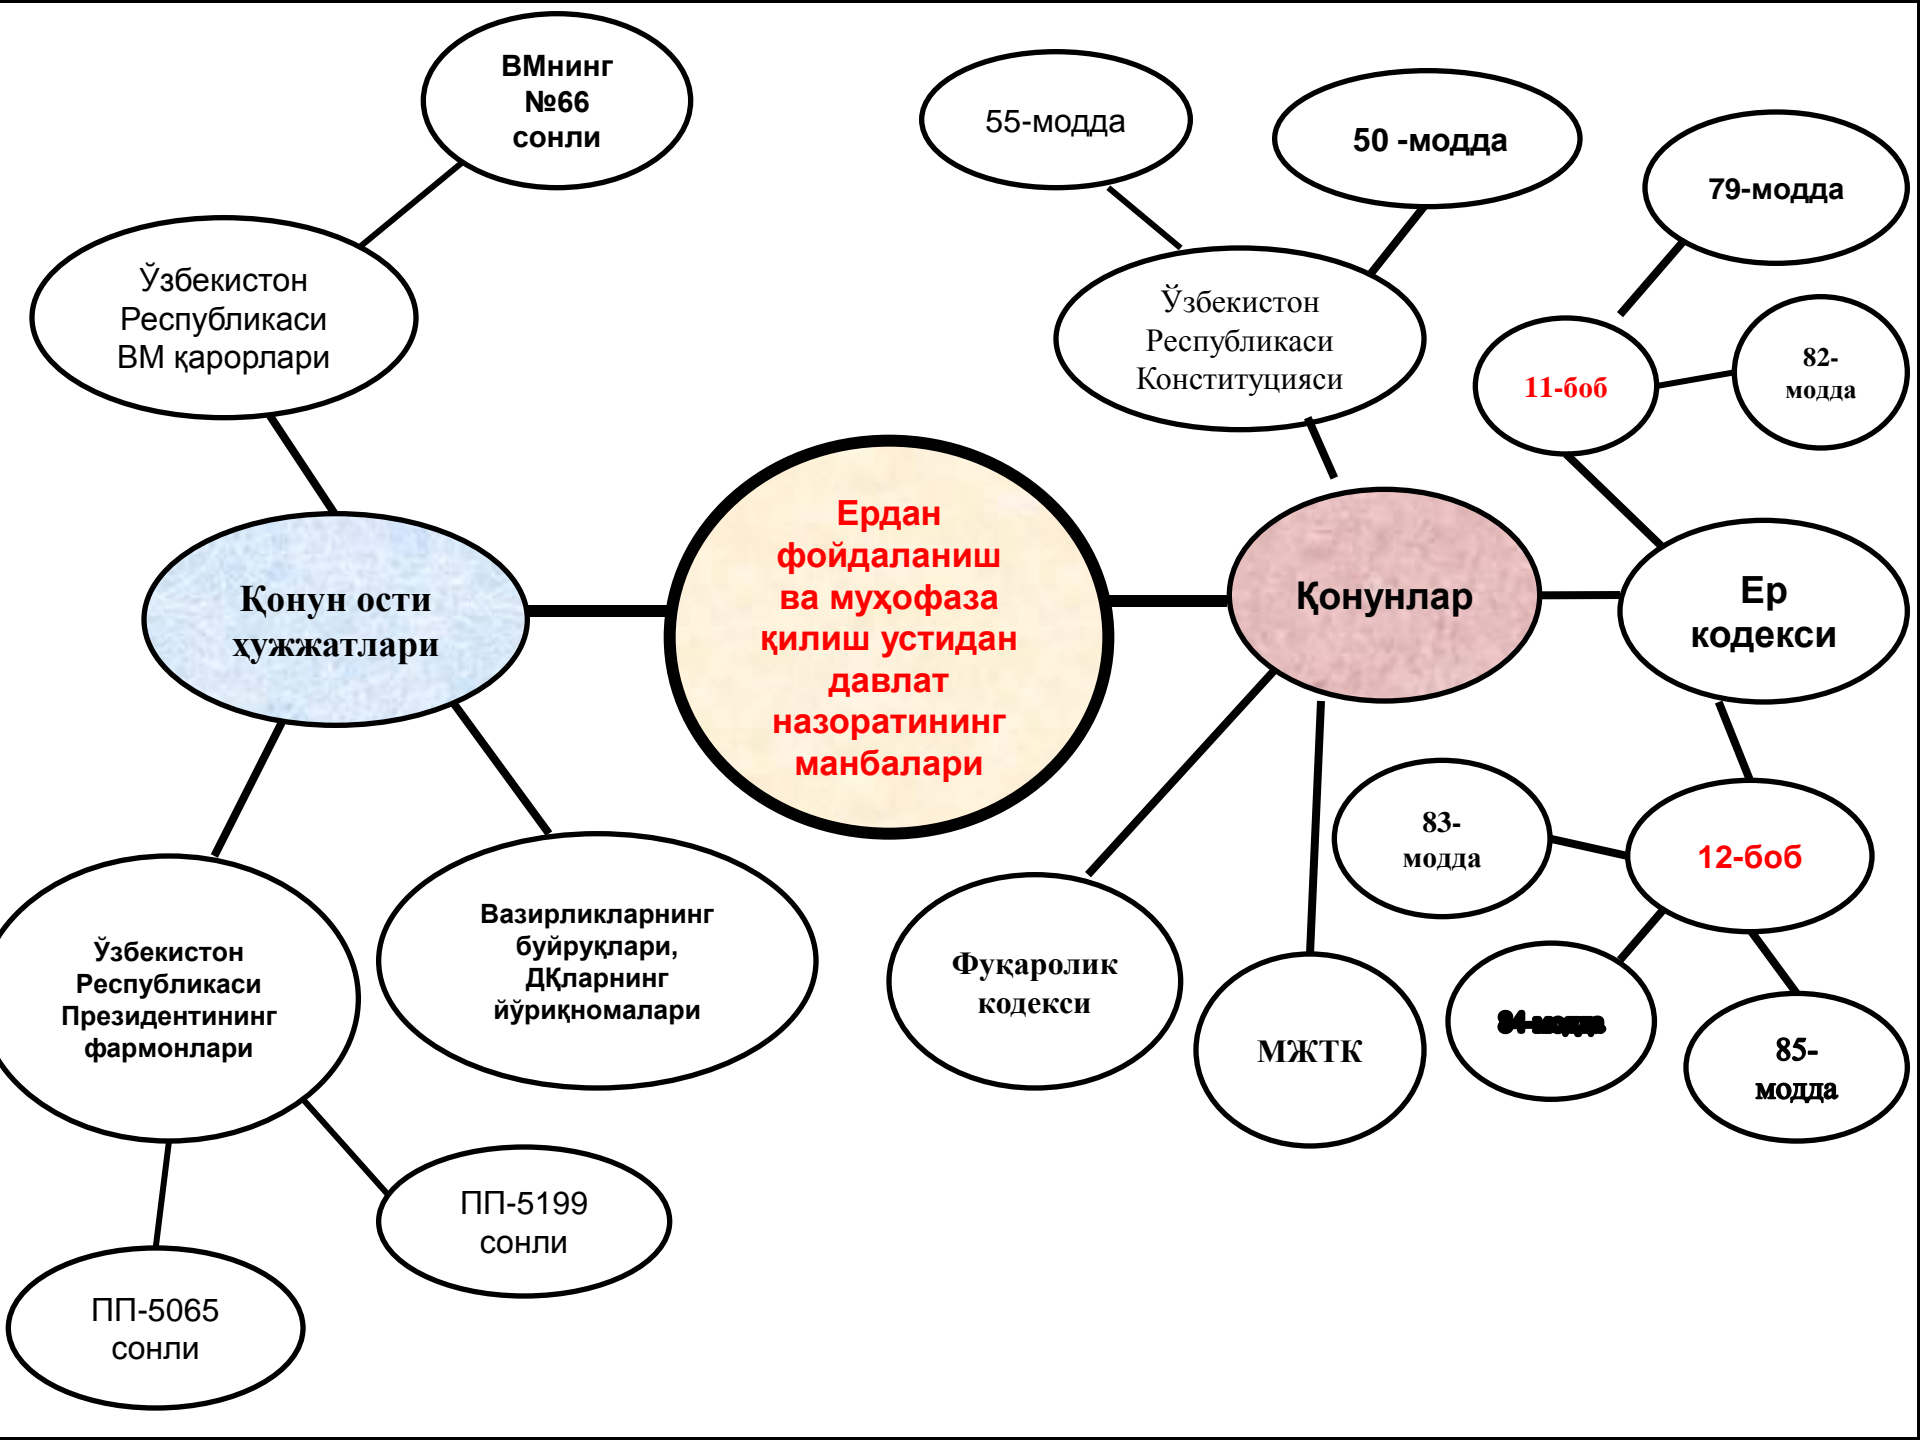 ВМнинг
№66
сонли
55-модда
50 -модда
79-модда
Ўзбекистон
Республикаси
ВМ қарорлари
Ўзбекистон
Республикаси
Конституцияси
11-боб
82-
модда
Қонун ости
ҳужжатлари
Ердан
фойдаланиш
ва муҳофаза
қилиш устидан
давлат
назоратининг
манбалари
Қонунлар
Ер
кодекси
83-
модда
12-боб
Ўзбекистон
Республикаси
Президентининг
фармонлари
Вазирликларнинг
буйруқлари,
ДҚларнинг
йўриқномалари
Фуқаролик
кодекси
МЖТК
84-модда
85-
модда
ПП-5199
сонли
ПП-5065
сонли